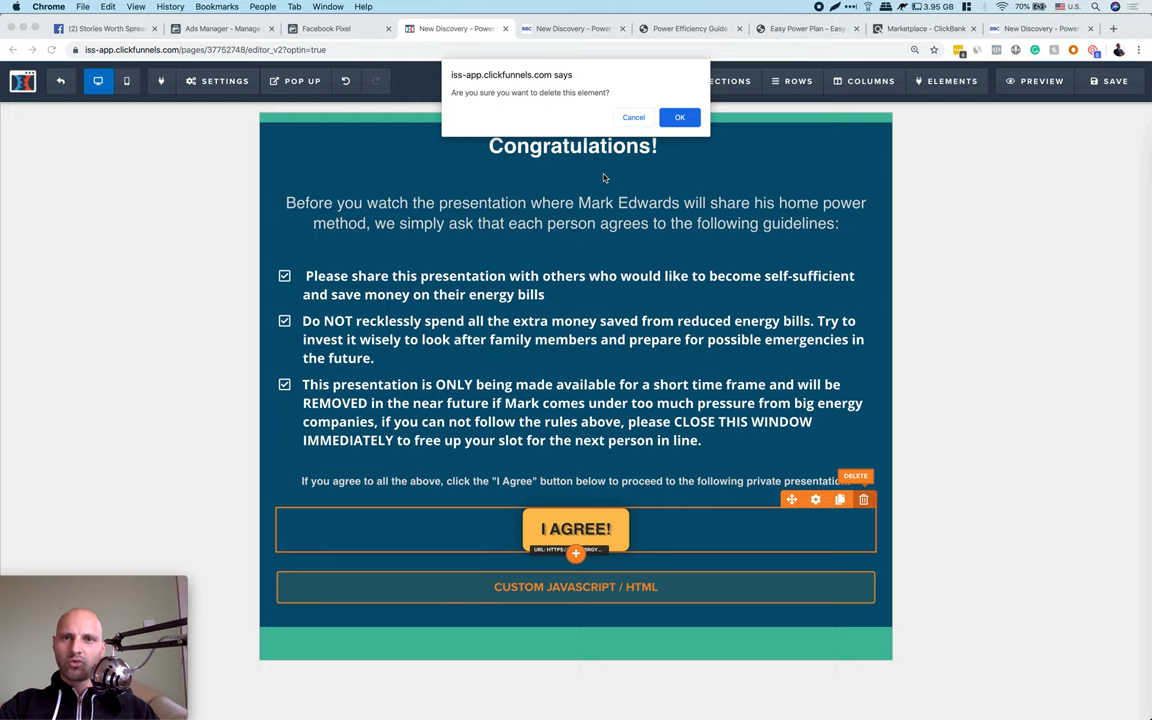 Chrome File Edit View History Bookmarks People Tab Window Help 3.95 GB 70% U.S.
(2) Stories Worth Sprea Ads Manager - Manage Facebook Pixel New Discovery - Power New Discovery - Power Power Efficiency Guide Easy Power Plan – Easy Marketplace - ClickBank New Discovery - Power
iss-app.clickfunnels.com/pages/37752748/editor_v2?optin=true
SETTINGS POP UP ROWS COLUMNS ELEMENTS PREVIEW SAVE
iss-app.clickfunnels.com says
Are you sure you want to delete this element?
Cancel OK
Congratulations!
Before you watch the presentation where Mark Edwards will share his home power
method, we simply ask that each person agrees to the following guidelines:
Please share this presentation with others who would like to become self-sufficient
and save money on their energy bills
Do NOT recklessly spend all the extra money saved from reduced energy bills. Try to
invest it wisely to look after family members and prepare for possible emergencies in
the future.
This presentation is ONLY being made available for a short time frame and will be
REMOVED in the near future if Mark comes under too much pressure from big energy
companies, if you can not follow the rules above, please CLOSE THIS WINDOW
IMMEDIATELY to free up your slot for the next person in line.
DELETE
If you agree to all the above, click the "I Agree" button below to proceed to the following private presentation
I AGREE!
CUSTOM JAVASCRIPT / HTML